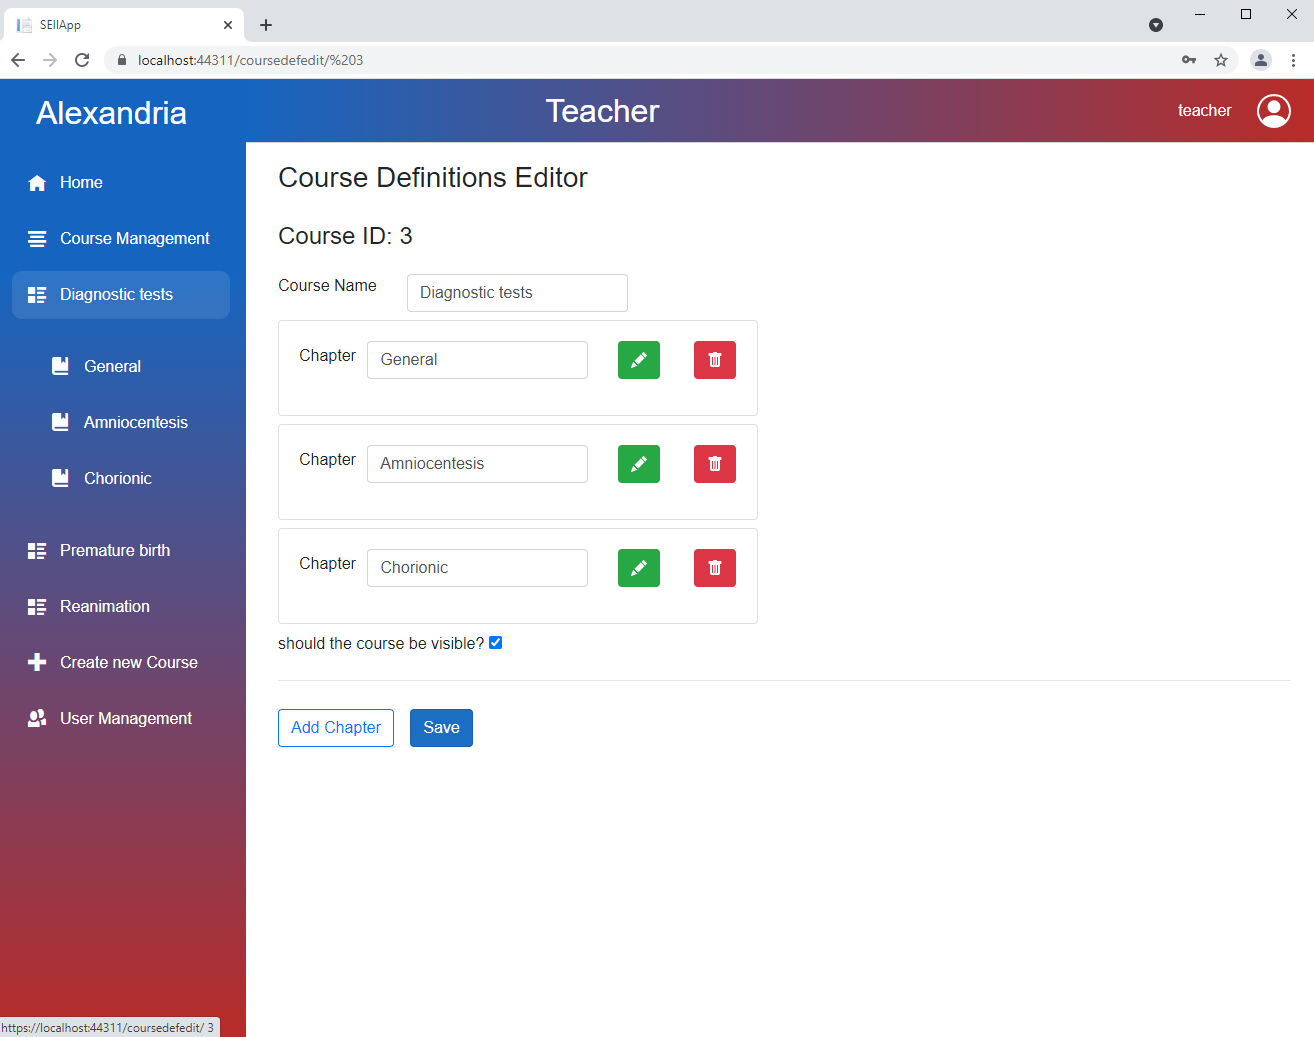 SEIIApp
localhost:44311/coursedefedit/%203
Alexandria
Teacher
teacher
Home
Course Management
Diagnostic tests
General
Amniocentesis
Chorionic
Premature birth
Reanimation
Create new Course
User Management
Course Definitions Editor
Course ID: 3
Course Name Diagnostic tests
Chapter General
Chapter Amniocentesis
Chapter Chorionic
should the course be visible?
Add Chapter Save
https://localhost:44311/coursedefedit/ 3